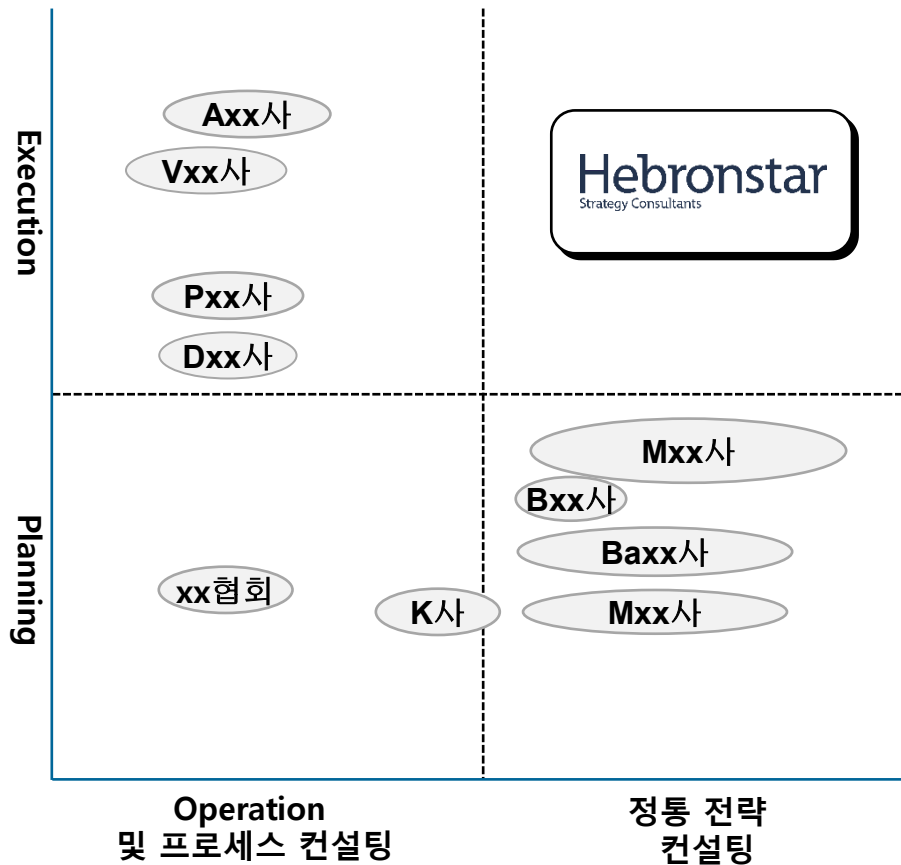 Execution
Axx사
Vxx사
Hebronstar
Strategy Consultants
Pxx사
Dxx사
Planning
Mxx사
Bxx사
Baxx사
xx협회
K사
Mxx사
Operation
및 프로세스 컨설팅
정통 전략
컨설팅